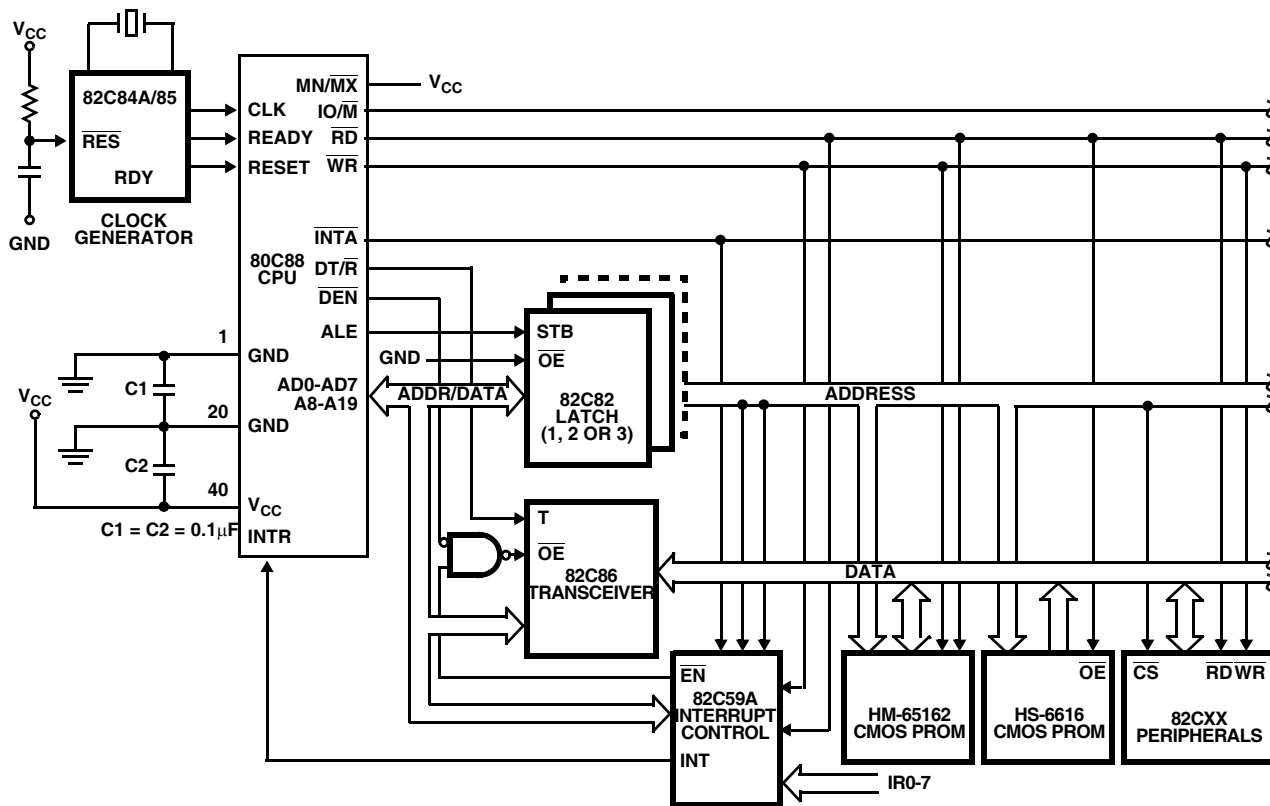 VCC
82C84A/85
RES
RDY
CLOCK
GENERATOR
GND
CLK
READY
RESET
MN/MX
VCC
IO/M
RD
WR
INTA
80C88
CPU
DT/R
DEN
ALE
1
GND
C1
AD0-AD7
A8-A19
VCC
20
GND
C2
40
VCC
C1 = C2 = 0.1μF
INTR
STB
GND
OE
ADDR/DATA
82C82
LATCH
(1, 2 OR 3)
ADDRESS
T
OE
82C86
TRANSCEIVER
DATA
EN
82C59A
INTERRUPT
CONTROL
INT
IR0-7
HM-65162
CMOS PROM
OE
HS-6616
CMOS PROM
CS
RD WR
82CXX
PERIPHERALS